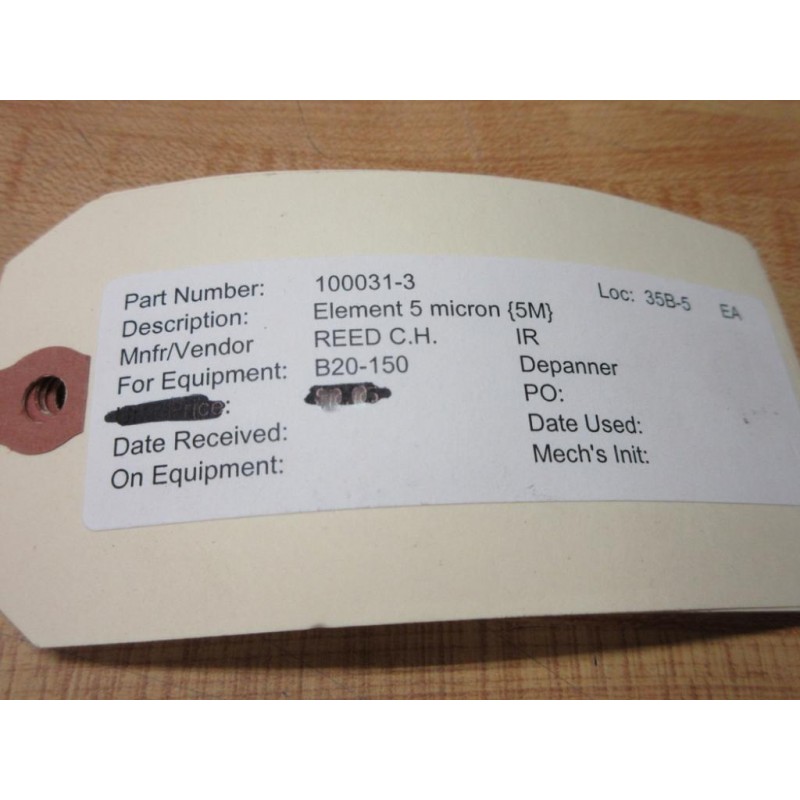 Part Number: 100031-3 Loc: 35B-5 EA
Description: Element 5 micron {5M}
Mnfr/Vendor REED C.H. IR
For Equipment: B20-150 Depanner
Price: PO:
Date Received: Date Used:
On Equipment: Mech's Init: